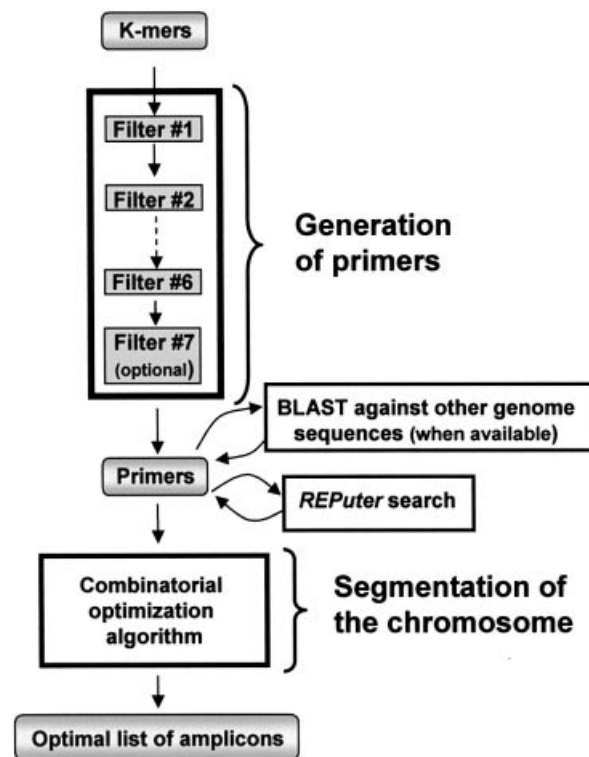 K-mers
Filter #1
Filter #2
Filter #6
Filter #7
(optional)
Generation
of primers
BLAST against other genome
sequences (when available)
Primers
REPuter search
Combinatorial
optimization
algorithm
Segmentation of
the chromosome
Optimal list of amplicons